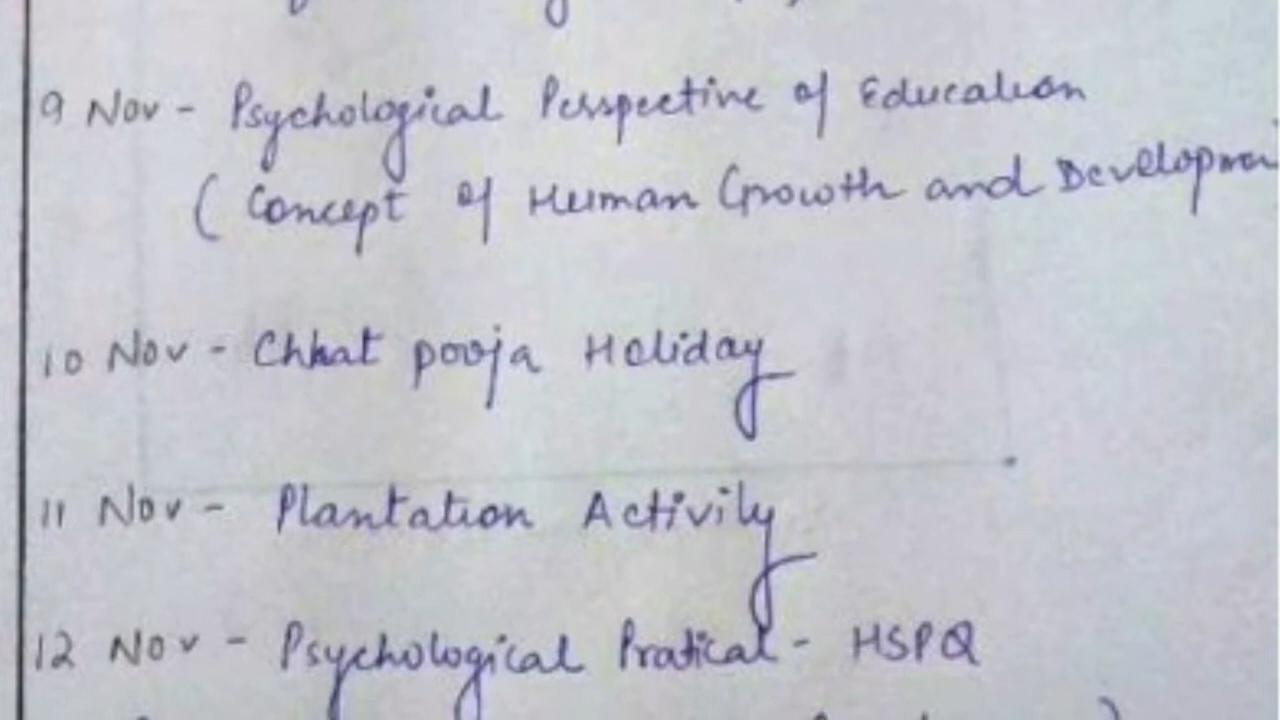 9 Nov - Psychological Perspective of Education
( Concept of Human Growth and
10 Nov - Chhat pooja Holiday
11 Nov - Plantation Activity
12 Nov - Psychological Pratical - HSPQ